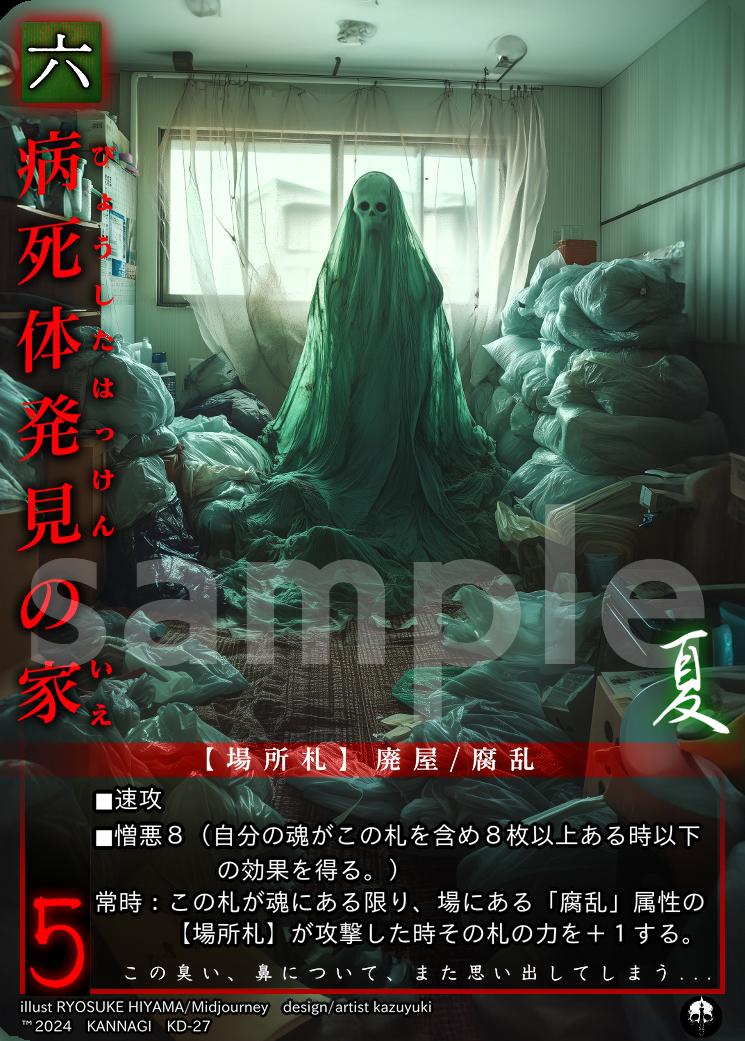 六
病死体発見の家
びょうしたはっけん
いえ
sample
夏
【場所札】廃屋/腐乱
■速攻
■憎悪８（自分の魂がこの札を含め８枚以上ある時以下
の効果を得る。）
常時：この札が魂にある限り、場にある「腐乱」属性の
【場所札】が攻撃した時その札の力を＋１する。
5
この臭い、鼻について、また思い出してしまう...
illust RYOSUKE HIYAMA/Midjourney design/artist kazuyuki
™2024 KANNAGI KD-27